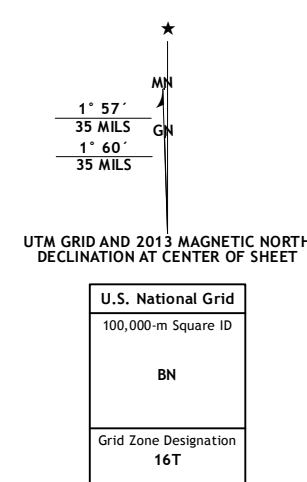 ★
MN
1° 57´
35 MILS
GN
1° 60´
35 MILS
UTM GRID AND 2013 MAGNETIC NORTH
DECLINATION AT CENTER OF SHEET
U.S. National Grid
100,000-m Square ID
BN
Grid Zone Designation
16T